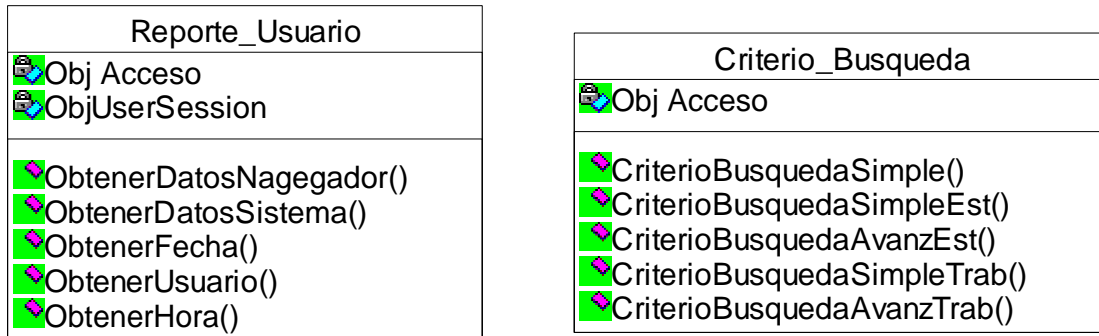 Reporte_Usuario
Obj Acceso
ObjUserSession
ObtenerDatosNagegador()
ObtenerDatosSistema()
ObtenerFecha()
ObtenerUsuario()
ObtenerHora()
Criterio_Busqueda
Obj Acceso
CriterioBusquedaSimple()
CriterioBusquedaSimpleEst()
CriterioBusquedaAvanzEst()
CriterioBusquedaSimpleTrab()
CriterioBusquedaAvanzTrab()